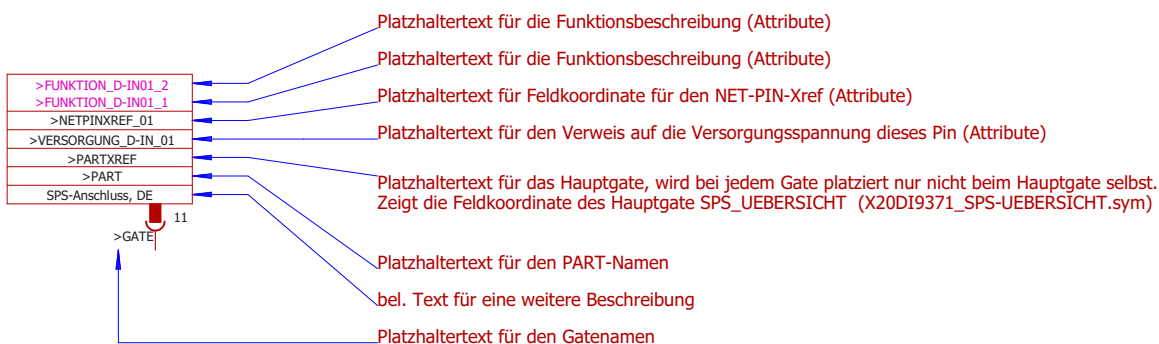 Platzhaltertext für die Funktionsbeschreibung (Attribute)
Platzhaltertext für die Funktionsbeschreibung (Attribute)
Platzhaltertext für Feldkoordinate für den NET-PIN-Xref (Attribute)
Platzhaltertext für den Verweis auf die Versorgungsspannung dieses Pin (Attribute)
Platzhaltertext für das Hauptgate, wird bei jedem Gate platziert nur nicht beim Hauptgate selbst.
Zeigt die Feldkoordinate des Hauptgate SPS_UEBERSICHT (X20DI9371_SPS-UEBERSICHT.sym)
>FUNKTION_D-IN01_2
>FUNKTION_D-IN01_1
>NETPINXREF_01
>VERSORGUNG_D-IN_01
>PARTXREF
>PART
SPS-Anschluss, DE
11
>GATE
Platzhaltertext für den PART-Namen
bel. Text für eine weitere Beschreibung
Platzhaltertext für den Gatenamen